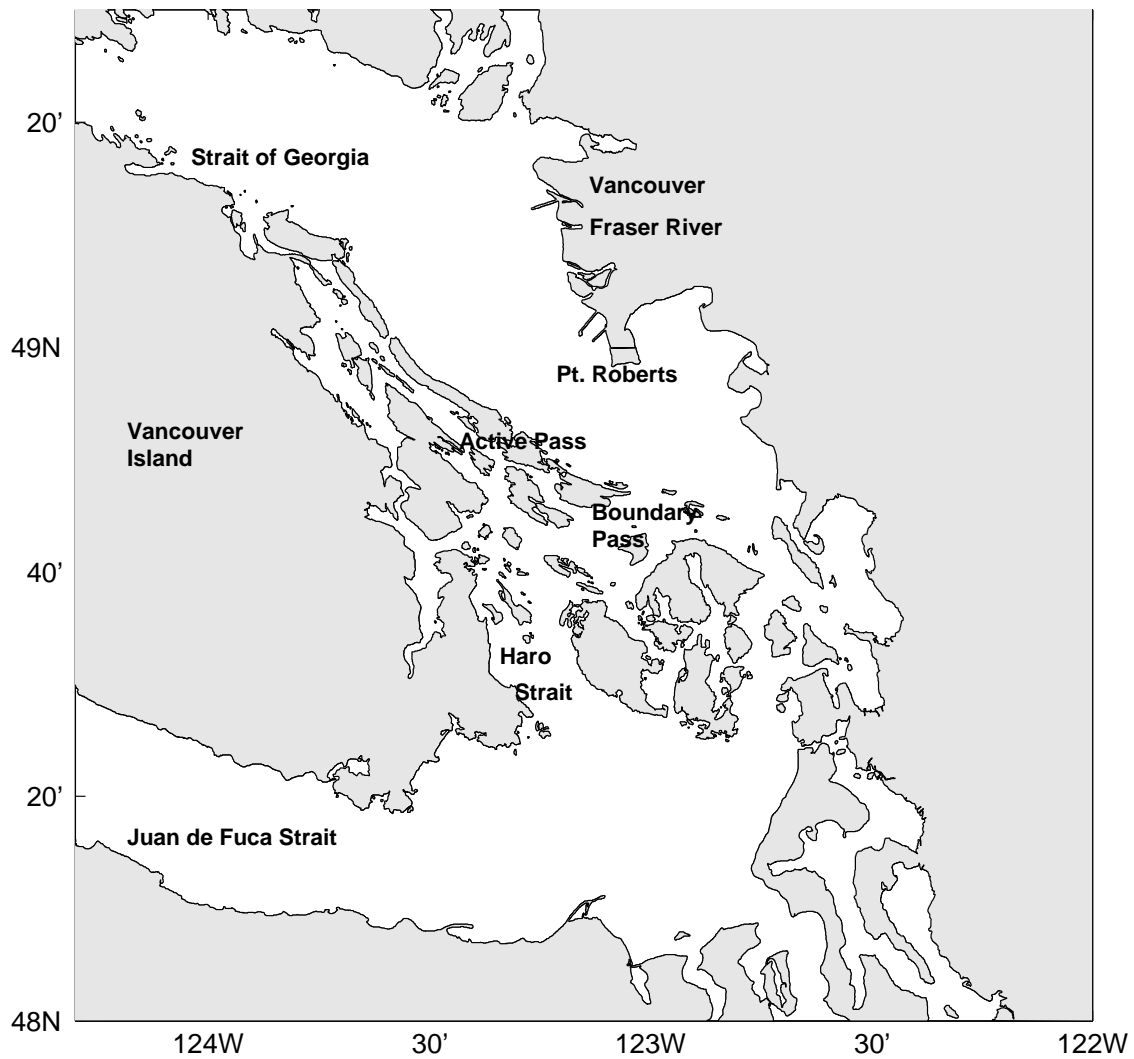 20’
Strait of Georgia
Vancouver
Fraser River
49N
Pt. Roberts
Vancouver
Island
Active Pass
Boundary
Pass
40’
Haro
Strait
20’
Juan de Fuca Strait
48N
124W
30’
123W
30’
122W